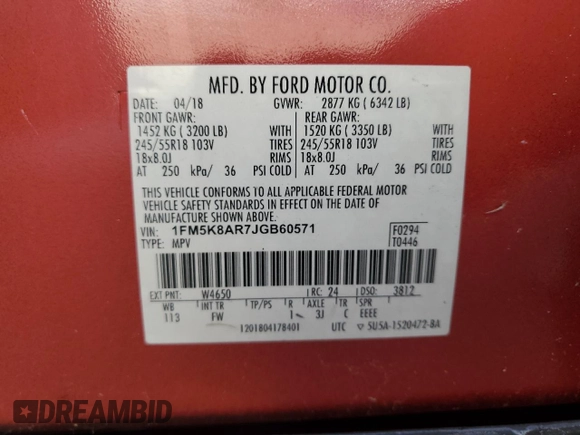 MFD. BY FORD MOTOR CO.
DATE: 04/18 GVWR: 2877 KG ( 6342 LB)
FRONT GAWR: REAR GAWR:
1452 KG ( 3200 LB) WITH 1520 KG ( 3350 LB) WITH
245/55R18 103V TIRES 245/55R18 103V TIRES
18x8.0J RIMS 18x8.0J RIMS
AT 250 kPa/ 36 PSI COLD AT 250 kPa/ 36 PSI COLD
THIS VEHICLE CONFORMS TO ALL APPLICABLE FEDERAL MOTOR
VEHICLE SAFETY STANDARDS IN EFFECT ON THE DATE OF
MANUFACTURE SHOWN ABOVE.
VIN: 1FM5K8AR7JGB60571 F0294
TYPE: MPV T0446
EXT PNT: W4650 RC: 24 DSO: 3812
WB INT TR TP/PS R AXLE TR SPR
113 FW 1 3J C EEEE
1201804178401 UTC SU5A-1520472-BA
DREAMBID